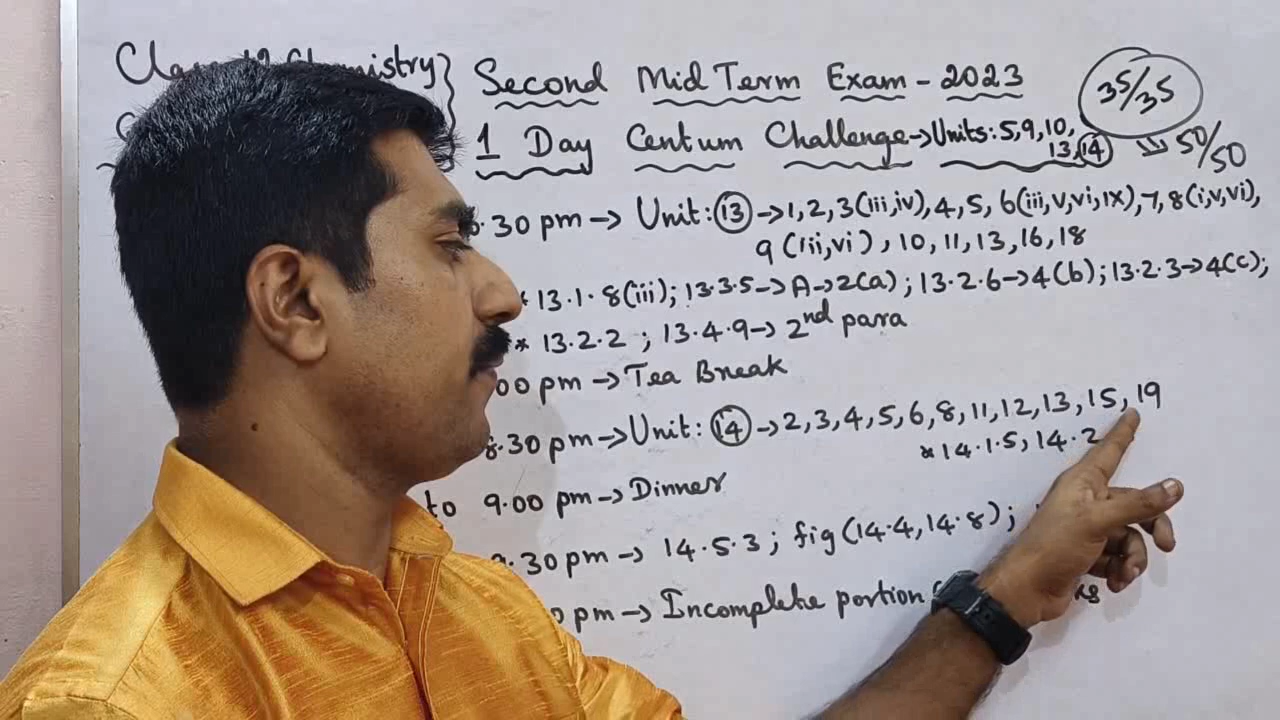 Class 12 Chemistry
Second Mid Term Exam - 2023
35/35
1 Day Centum Challenge → Units: 5, 9, 10,
13, 14
50/50
.30 pm → Unit: 13 → 1, 2, 3(iii, iv), 4, 5, 6(iii, v, vi, ix), 7, 8(i, v, vi),
9(iii, vi), 10, 11, 13, 16, 18
* 13.1.8(iii); 13.3.5 → A → 2(a); 13.2.6 → 4(b); 13.2.3 → 4(c);
* 13.2.2; 13.4.9 → 2nd para
00 pm → Tea Break
8.30 pm → Unit: 14 → 2, 3, 4, 5, 6, 8, 11, 12, 13, 15, 19
* 14.1.5, 14.2
to 9.00 pm → Dinner
.30 pm → 14.5.3; fig (14.4, 14.8);
pm → Incomplete portion